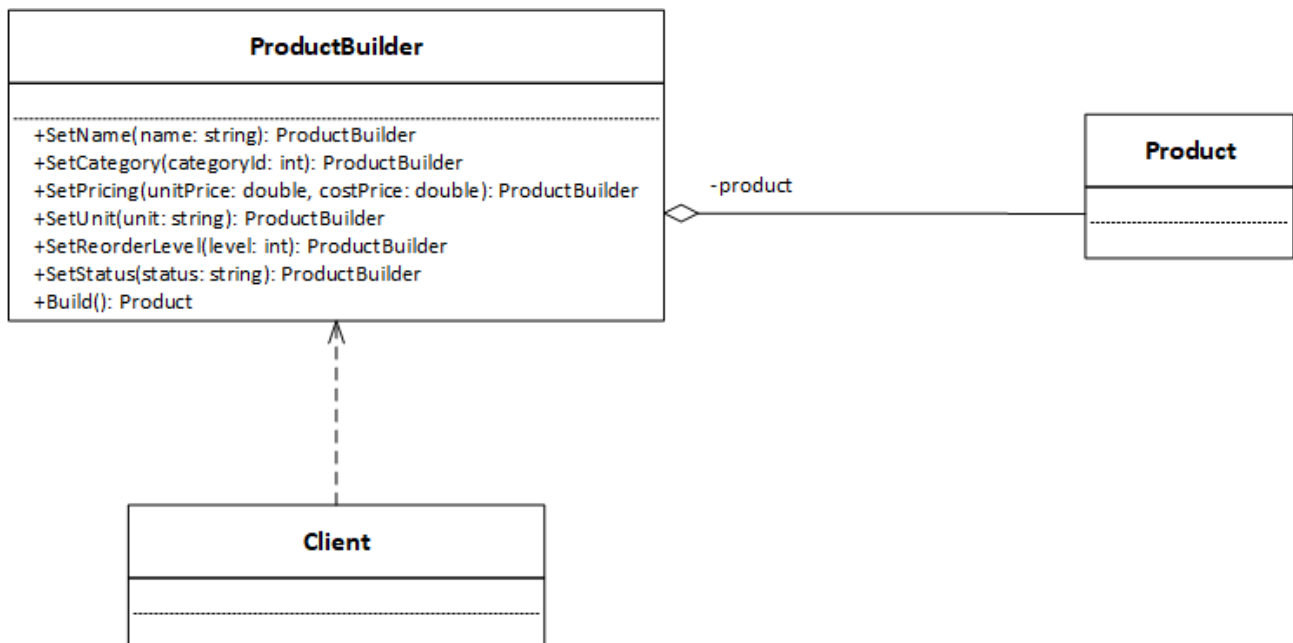 ProductBuilder
+SetName(name: string): ProductBuilder
+SetCategory(categoryId: int): ProductBuilder
+SetPricing(unitPrice: double, costPrice: double): ProductBuilder
+SetUnit(unit: string): ProductBuilder
+SetReorderLevel(level: int): ProductBuilder
+SetStatus(status: string): ProductBuilder
+Build(): Product
-product
Product
Client